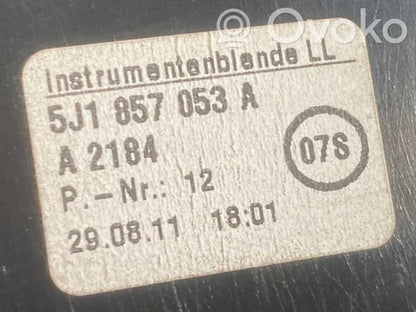 Ovoko
Instrumentenblende LL
5J1 857 053 A
A 2184
07S
P.-Nr.: 12
29.08.11 18:01